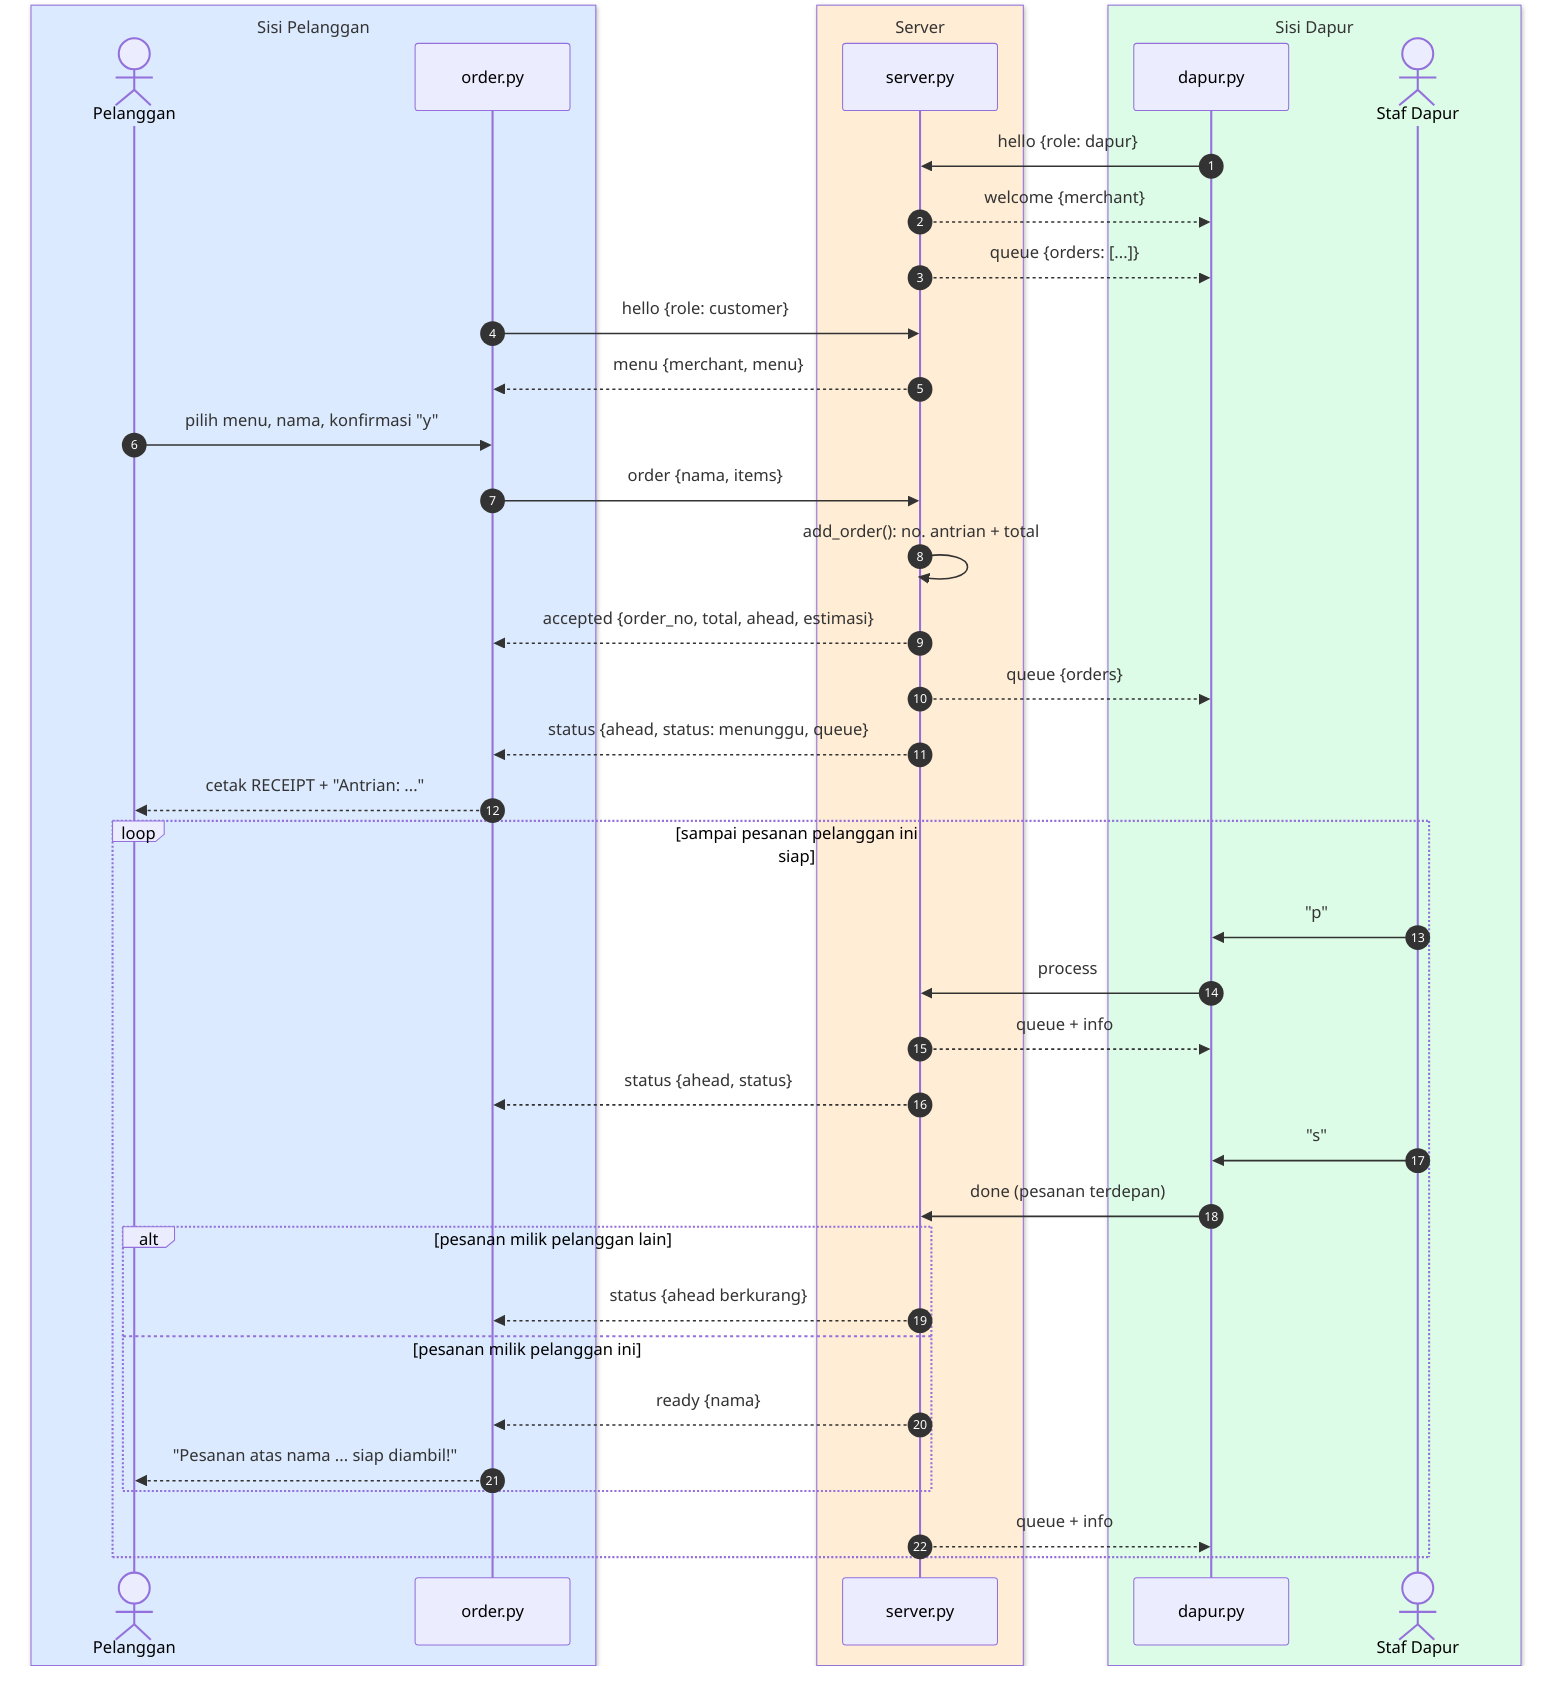 Sisi Pelanggan
Server
Sisi Dapur
Pelanggan
order.py
server.py
dapur.py
Staf Dapur
hello {role: dapur}
1
welcome {merchant}
2
queue {orders: [...]}
3
hello {role: customer}
4
menu {merchant, menu}
5
pilih menu, nama, konfirmasi "y"
6
order {nama, items}
7
add_order(): no. antrian + total
8
accepted {order_no, total, ahead, estimasi}
9
queue {orders}
10
status {ahead, status: menunggu, queue}
11
cetak RECEIPT + "Antrian: ..."
12
loop
[sampai pesanan pelanggan ini
siap]
"p"
13
process
14
queue + info
15
status {ahead, status}
16
"s"
17
done (pesanan terdepan)
18
alt
[pesanan milik pelanggan lain]
status {ahead berkurang}
19
[pesanan milik pelanggan ini]
ready {nama}
20
"Pesanan atas nama ... siap diambil!"
21
queue + info
22
Pelanggan
order.py
server.py
dapur.py
Staf Dapur